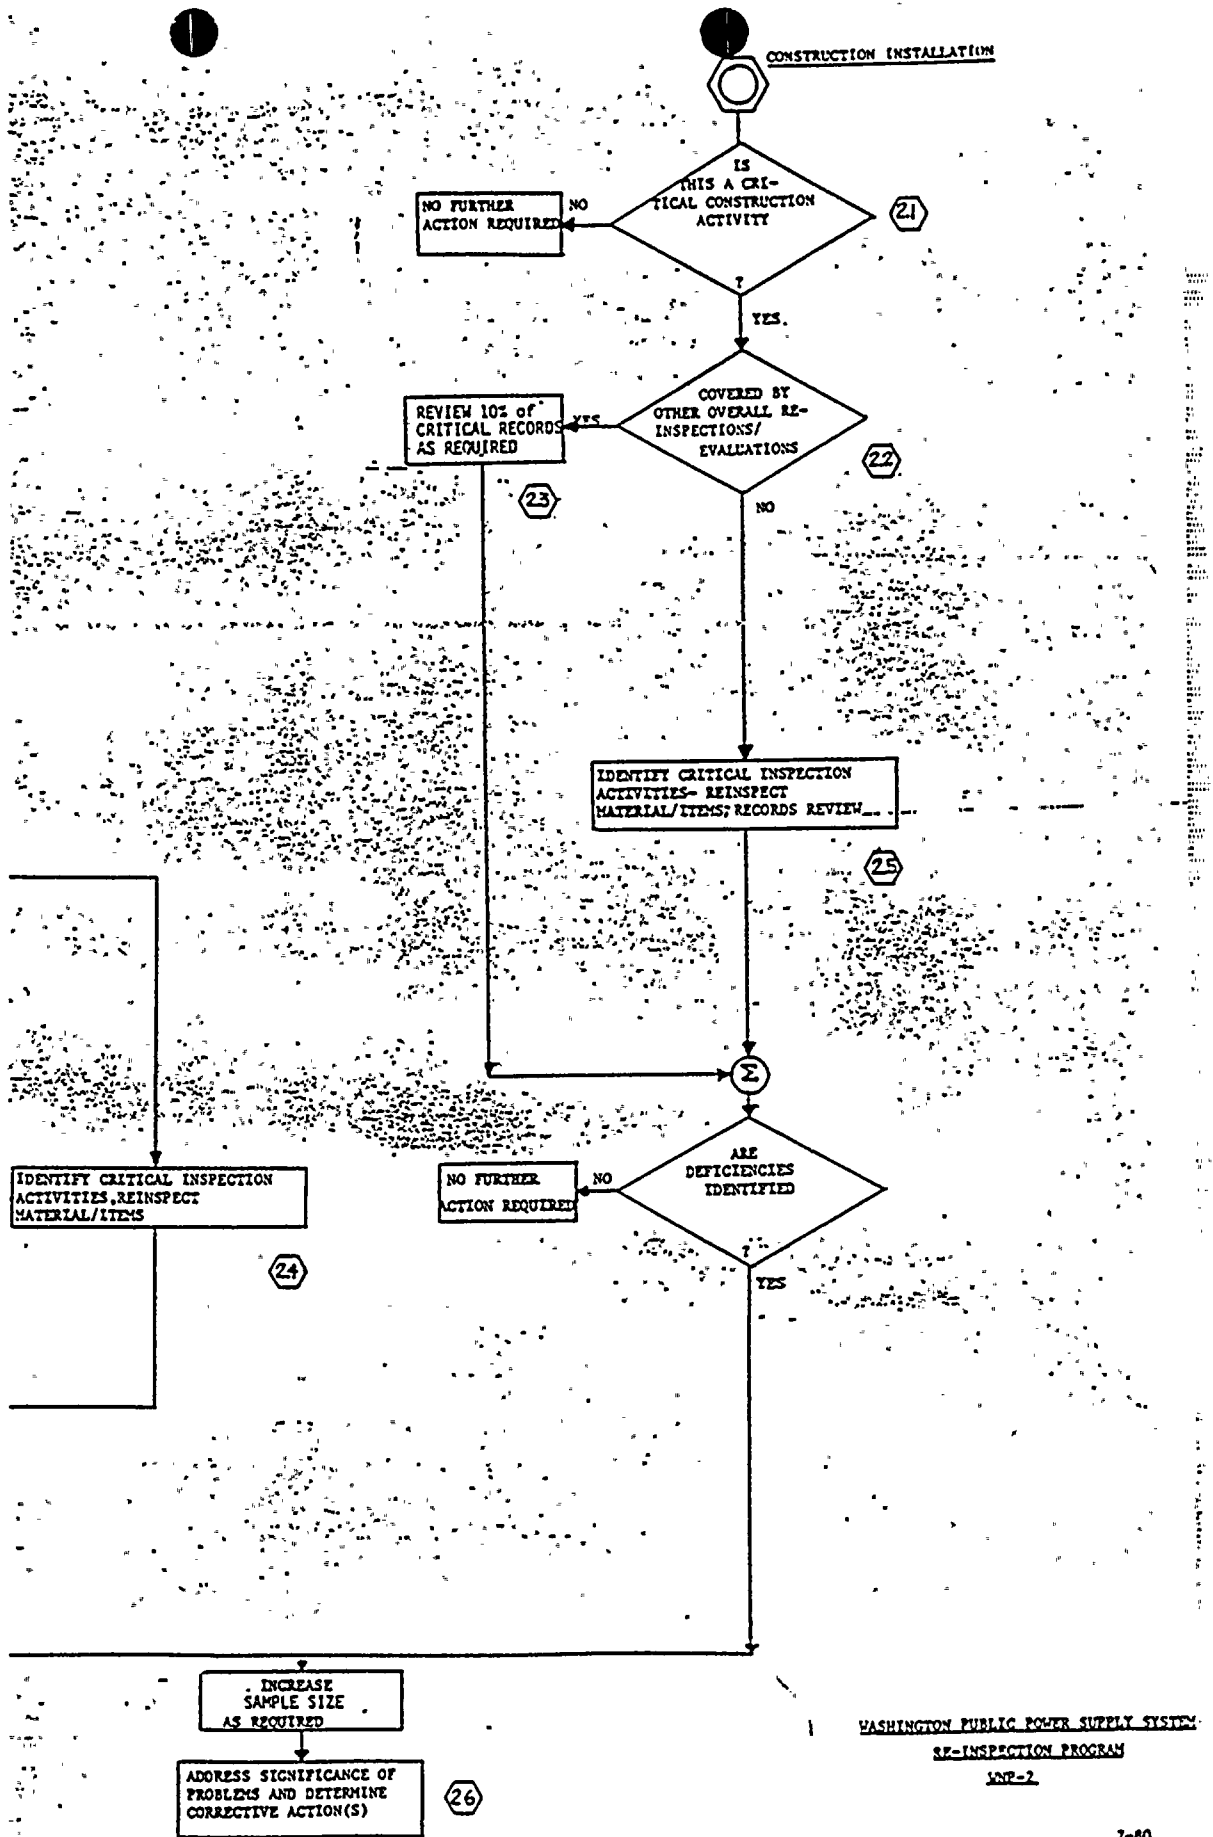 CONSTRUCTION INSTALLATION
IS
THIS A CRI-
TICAL CONSTRUCTION
ACTIVITY
?
21
NO FURTHER
ACTION REQUIRED
NO
YES.
COVERED BY
OTHER OVERALL RE-
INSPECTIONS/
EVALUATIONS
22
REVIEW 10% of
CRITICAL RECORDS
AS REQUIRED
YES
23
NO
IDENTIFY CRITICAL INSPECTION
ACTIVITIES- REINSPECT
MATERIAL/ITEMS; RECORDS REVIEW
25
Σ
ARE
DEFICIENCIES
IDENTIFIED
?
NO FURTHER
ACTION REQUIRED
NO
IDENTIFY CRITICAL INSPECTION
ACTIVITIES,REINSPECT
MATERIAL/ITEMS
24
YES
INCREASE
SAMPLE SIZE
AS REQUIRED
ADDRESS SIGNIFICANCE OF
PROBLEMS AND DETERMINE
CORRECTIVE ACTION(S)
26
WASHINGTON PUBLIC POWER SUPPLY SYSTEM
RE-INSPECTION PROGRAM
WNP-2